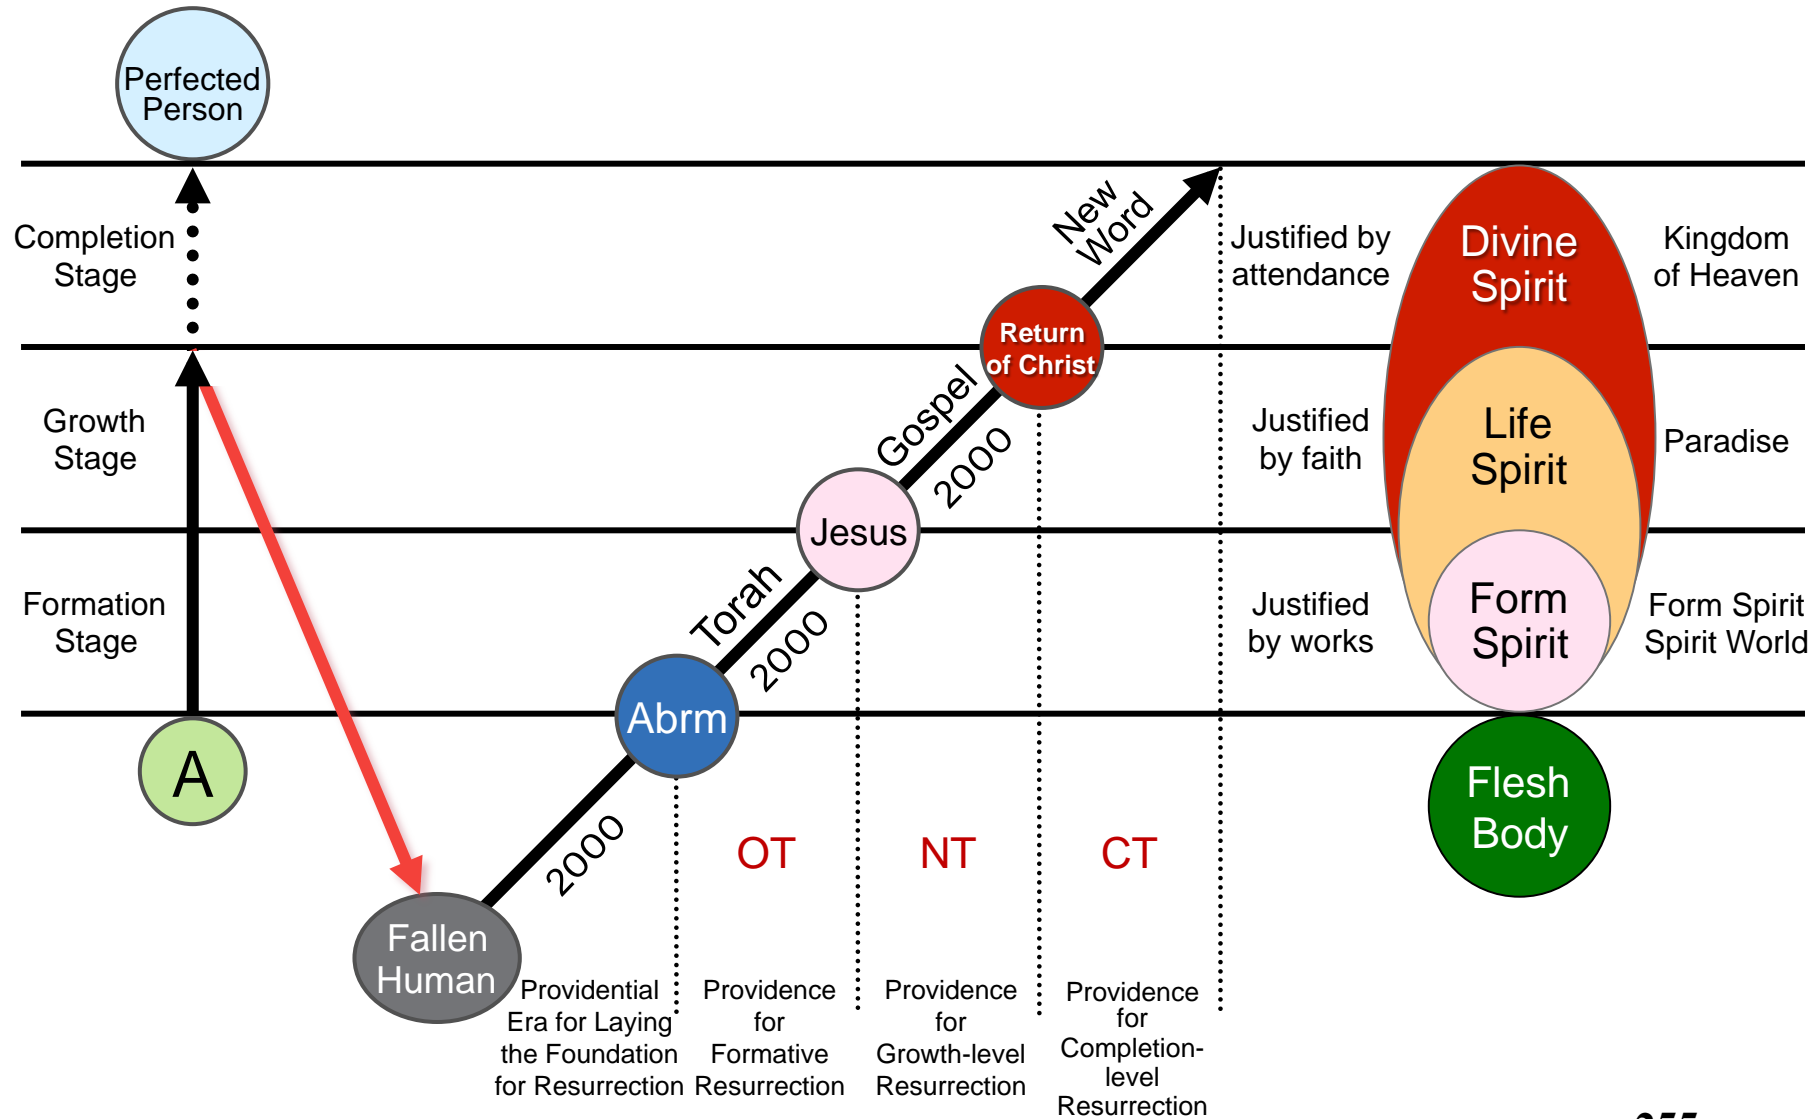 Perfected
Person
Completion
Stage
New
Word
Justified by
attendance
Divine
Spirit
Kingdom
of Heaven
Return
of Christ
Growth
Stage
Gospel
2000
Justified
by faith
Life
Spirit
Paradise
Jesus
Formation
Stage
Torah
2000
Justified
by works
Form
Spirit
Form Spirit
Spirit World
Abrm
A
Flesh
Body
2000
OT
NT
CT
Fallen
Human
Providential
Era for Laying
the Foundation
for Resurrection
Providence
for
Formative
Resurrection
Providence
for
Growth-level
Resurrection
Providence
for
Completion-
level
Resurrection